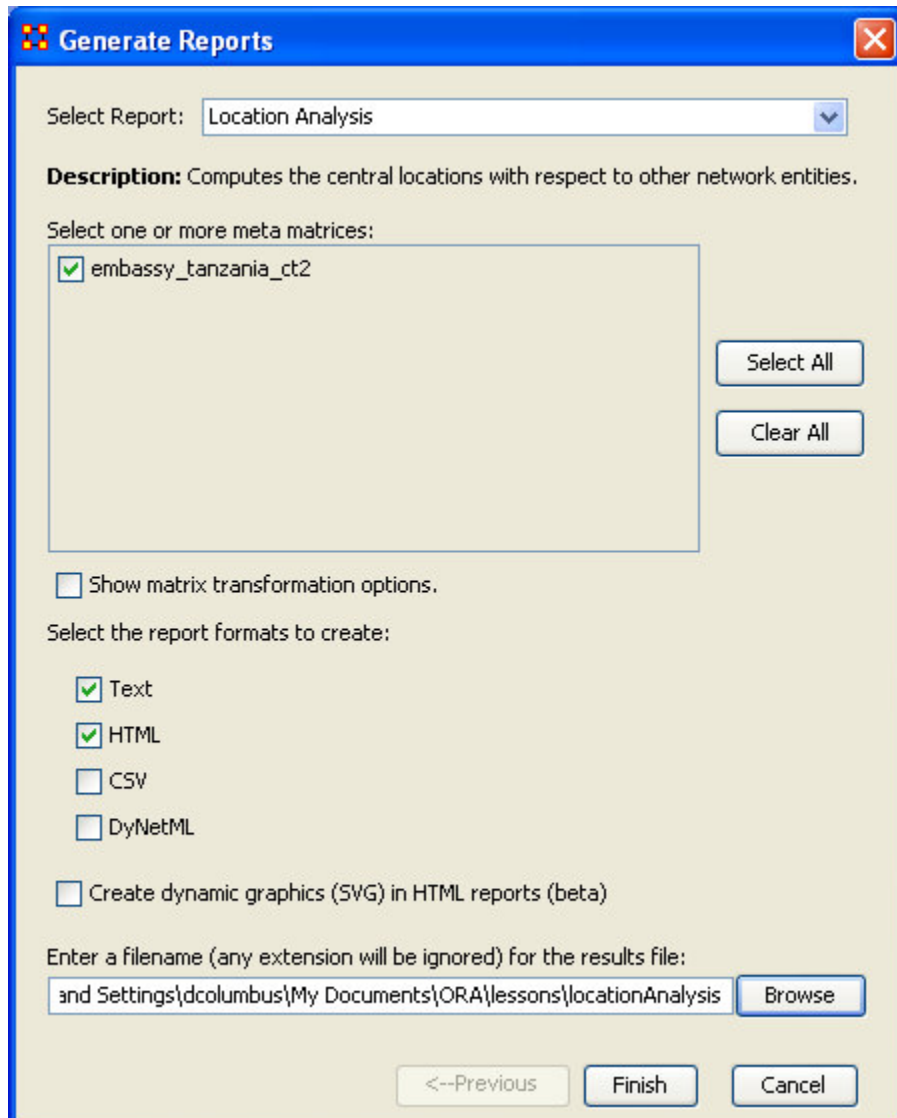 Generate Reports
Select Report: Location Analysis
Description: Computes the central locations with respect to other network entities.
Select one or more meta matrices:
embassy_tanzania_ct2
Select All
Clear All
Show matrix transformation options.
Select the report formats to create:
Text
HTML
CSV
DyNetML
Create dynamic graphics (SVG) in HTML reports (beta)
Enter a filename (any extension will be ignored) for the results file:
and Settings\dcolumbus\My Documents\ORA\lessons\locationAnalysis Browse
<--Previous Finish Cancel